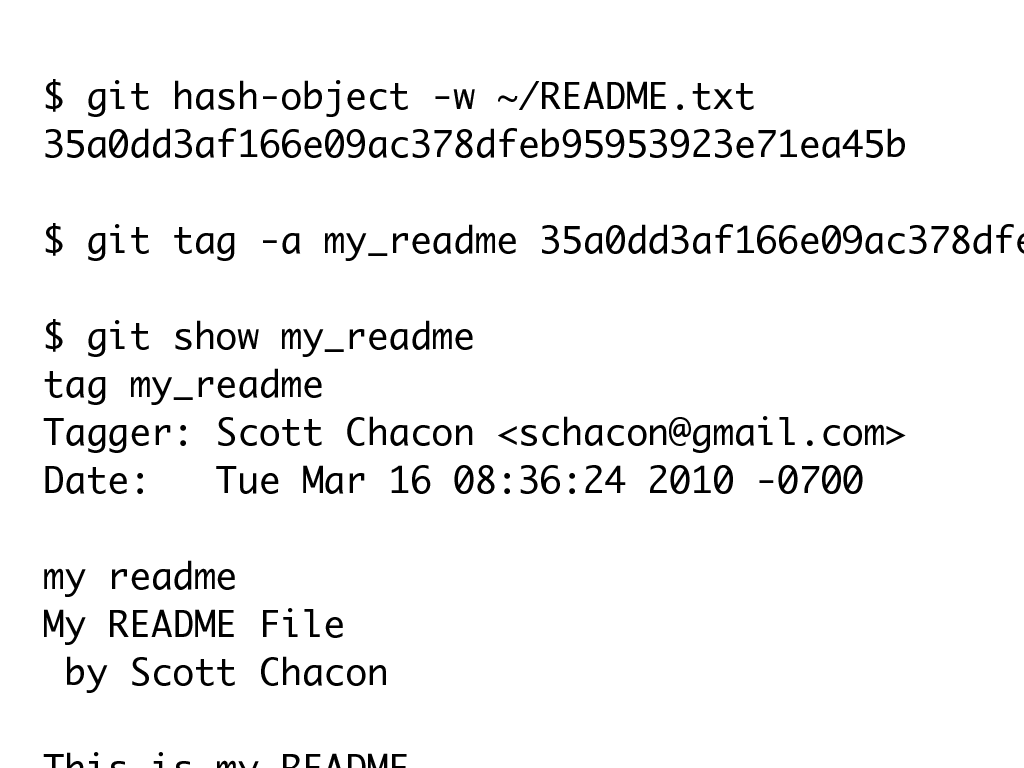 $ git hash-object -w ~/README.txt
35a0dd3af166e09ac378dfeb95953923e71ea45b
$ git tag -a my_readme 35a0dd3af166e09ac378dfe
$ git show my_readme
tag my_readme
Tagger: Scott Chacon <schacon@gmail.com>
Date:   Tue Mar 16 08:36:24 2010 -0700
my readme
My README File
 by Scott Chacon
This is my README